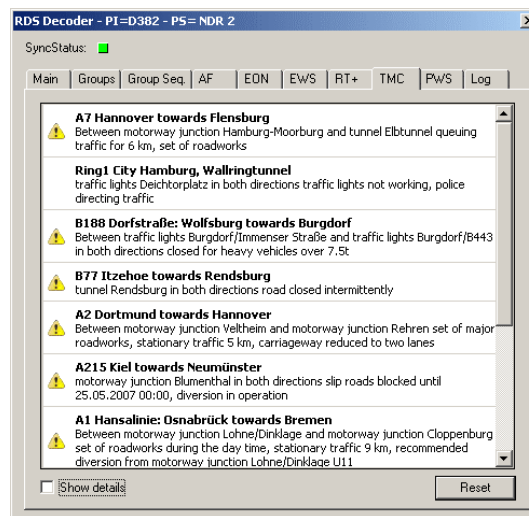 RDS Decoder - PI=D382 - PS= NDR 2
SyncStatus:
Main Groups Group Seq. AF EON EWS RT+ TMC PWS Log
A7 Hannover towards Flensburg
Between motorway junction Hamburg-Moorburg and tunnel Elbtunnel queuing
traffic for 6 km, set of roadworks
Ring1 City Hamburg, Wallringtunnel
traffic lights Deichtorplatz in both directions traffic lights not working, police
directing traffic
B188 Dorfstraße: Wolfsburg towards Burgdorf
Between traffic lights Burgdorf/Immenser Straße and traffic lights Burgdorf/B443
in both directions closed for heavy vehicles over 7.5t
B77 Itzehoe towards Rendsburg
tunnel Rendsburg in both directions road closed intermittently
A2 Dortmund towards Hannover
Between motorway junction Veltheim and motorway junction Rehren set of major
roadworks, stationary traffic 5 km, carriageway reduced to two lanes
A215 Kiel towards Neumünster
motorway junction Blumenthal in both directions slip roads blocked until
25.05.2007 00:00, diversion in operation
A1 Hansalinie: Osnabrück towards Bremen
Between motorway junction Lohne/Dinklage and motorway junction Cloppenburg
set of roadworks during the day time, stationary traffic 9 km, recommended
diversion from motorway junction Lohne/Dinklage U11
Show details
Reset